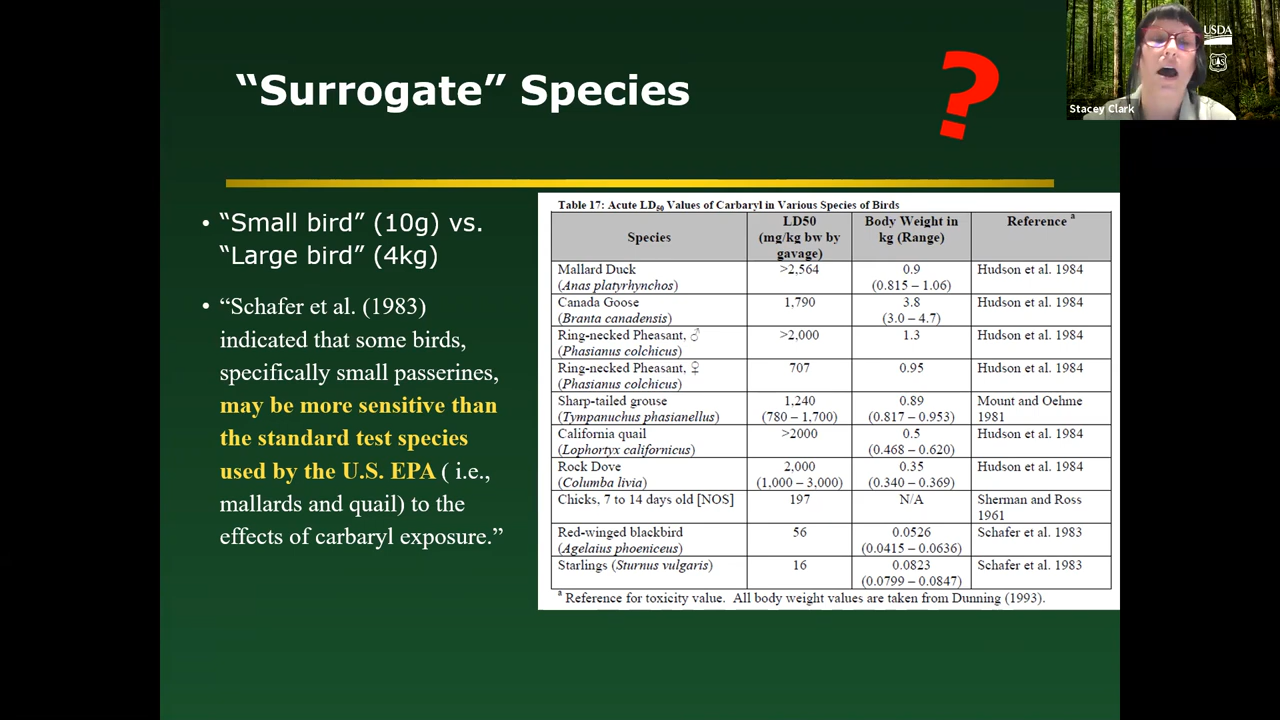 “Surrogate” Species
?
USDA
UAS
Stacey Clark
• “Small bird” (10g) vs.
“Large bird” (4kg)
• “Schafer et al. (1983)
indicated that some birds,
specifically small passerines,
may be more sensitive than
the standard test species
used by the U.S. EPA ( i.e.,
mallards and quail) to the
effects of carbaryl exposure.”
Table 17: Acute LD50 Values of Carbaryl in Various Species of Birds
Species LD50 (mg/kg bw by gavage) Body Weight in kg (Range) Reference a
Mallard Duck (Anas platyrhynchos) >2,564 0.9 (0.815 – 1.06) Hudson et al. 1984
Canada Goose (Branta canadensis) 1,790 3.8 (3.0 – 4.7) Hudson et al. 1984
Ring-necked Pheasant, ♂ (Phasianus colchicus) >2,000 1.3 Hudson et al. 1984
Ring-necked Pheasant, ♀ (Phasianus colchicus) 707 0.95 Hudson et al. 1984
Sharp-tailed grouse (Tympanuchus phasianellus) 1,240 (780 – 1,700) 0.89 (0.817 – 0.953) Mount and Oehme 1981
California quail (Lophortyx californicus) >2000 0.5 (0.468 – 0.620) Hudson et al. 1984
Rock Dove (Columba livia) 2,000 (1,000 – 3,000) 0.35 (0.340 – 0.369) Hudson et al. 1984
Chicks, 7 to 14 days old [NOS] 197 N/A Sherman and Ross 1961
Red-winged blackbird (Agelaius phoeniceus) 56 0.0526 (0.0415 – 0.0636) Schafer et al. 1983
Starlings (Sturnus vulgaris) 16 0.0823 (0.0799 – 0.0847) Schafer et al. 1983
a Reference for toxicity value. All body weight values are taken from Dunning (1993).